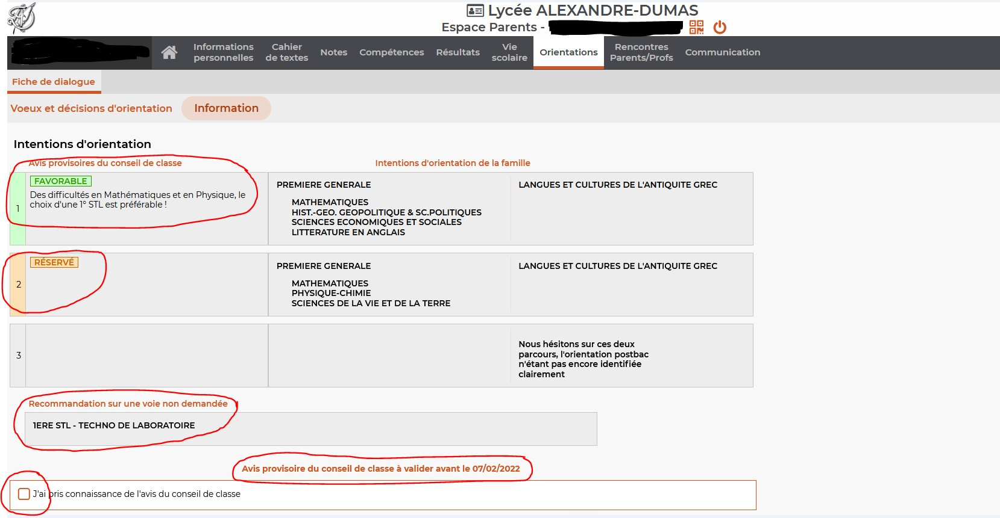 Lycée ALEXANDRE-DUMAS
Espace Parents -
Informations personnelles
Cahier de textes
Notes
Compétences
Résultats
Vie scolaire
Orientations
Rencontres Parents/Profs
Communication
Fiche de dialogue
Voeux et décisions d'orientation
Information
Intentions d'orientation
Avis provisoires du conseil de classe
Intentions d'orientation de la famille
1
FAVORABLE
Des difficultés en Mathématiques et en Physique, le
choix d'une 1° STL est préférable !
PREMIERE GENERALE
MATHEMATIQUES
HIST.-GEO. GEOPOLITIQUE & SC.POLITIQUES
SCIENCES ECONOMIQUES ET SOCIALES
LITTERATURE EN ANGLAIS
LANGUES ET CULTURES DE L'ANTIQUITE GREC
2
RÉSERVÉ
PREMIERE GENERALE
MATHEMATIQUES
PHYSIQUE-CHIMIE
SCIENCES DE LA VIE ET DE LA TERRE
LANGUES ET CULTURES DE L'ANTIQUITE GREC
3
Nous hésitons sur ces deux
parcours, l'orientation postbac
n'étant pas encore identifiée
clairement
Recommandation sur une voie non demandée
1ERE STL - TECHNO DE LABORATOIRE
Avis provisoire du conseil de classe à valider avant le 07/02/2022
J'ai pris connaissance de l'avis du conseil de classe